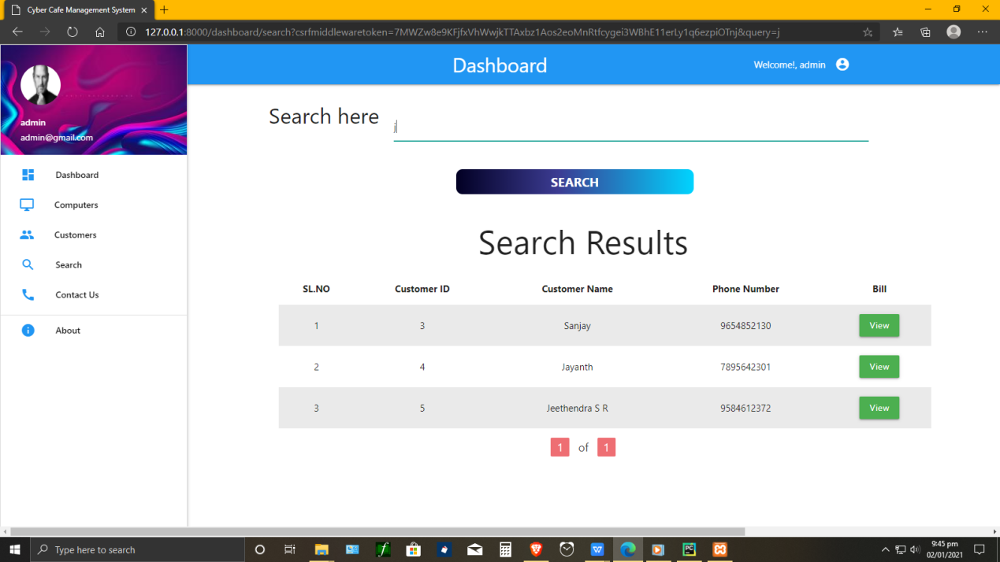 Cyber Cafe Management System
127.0.0.1:8000/dashboard/search?csrfmiddlewaretoken=7MWZw8e9KFjfxVhWwjkTTAxbz1Aos2eoMnRtfcygei3WBhE11erLy1q6ezpiOTnj&query=j
admin
admin@gmail.com
Dashboard
Computers
Customers
Search
Contact Us
About
Dashboard
Welcome!, admin
Search here
j
SEARCH
Search Results
SL.NO Customer ID Customer Name Phone Number Bill
1 3 Sanjay 9654852130 View
2 4 Jayanth 7895642301 View
3 5 Jeethendra S R 9584612372 View
1 of 1
Type here to search
9:45 pm
02/01/2021